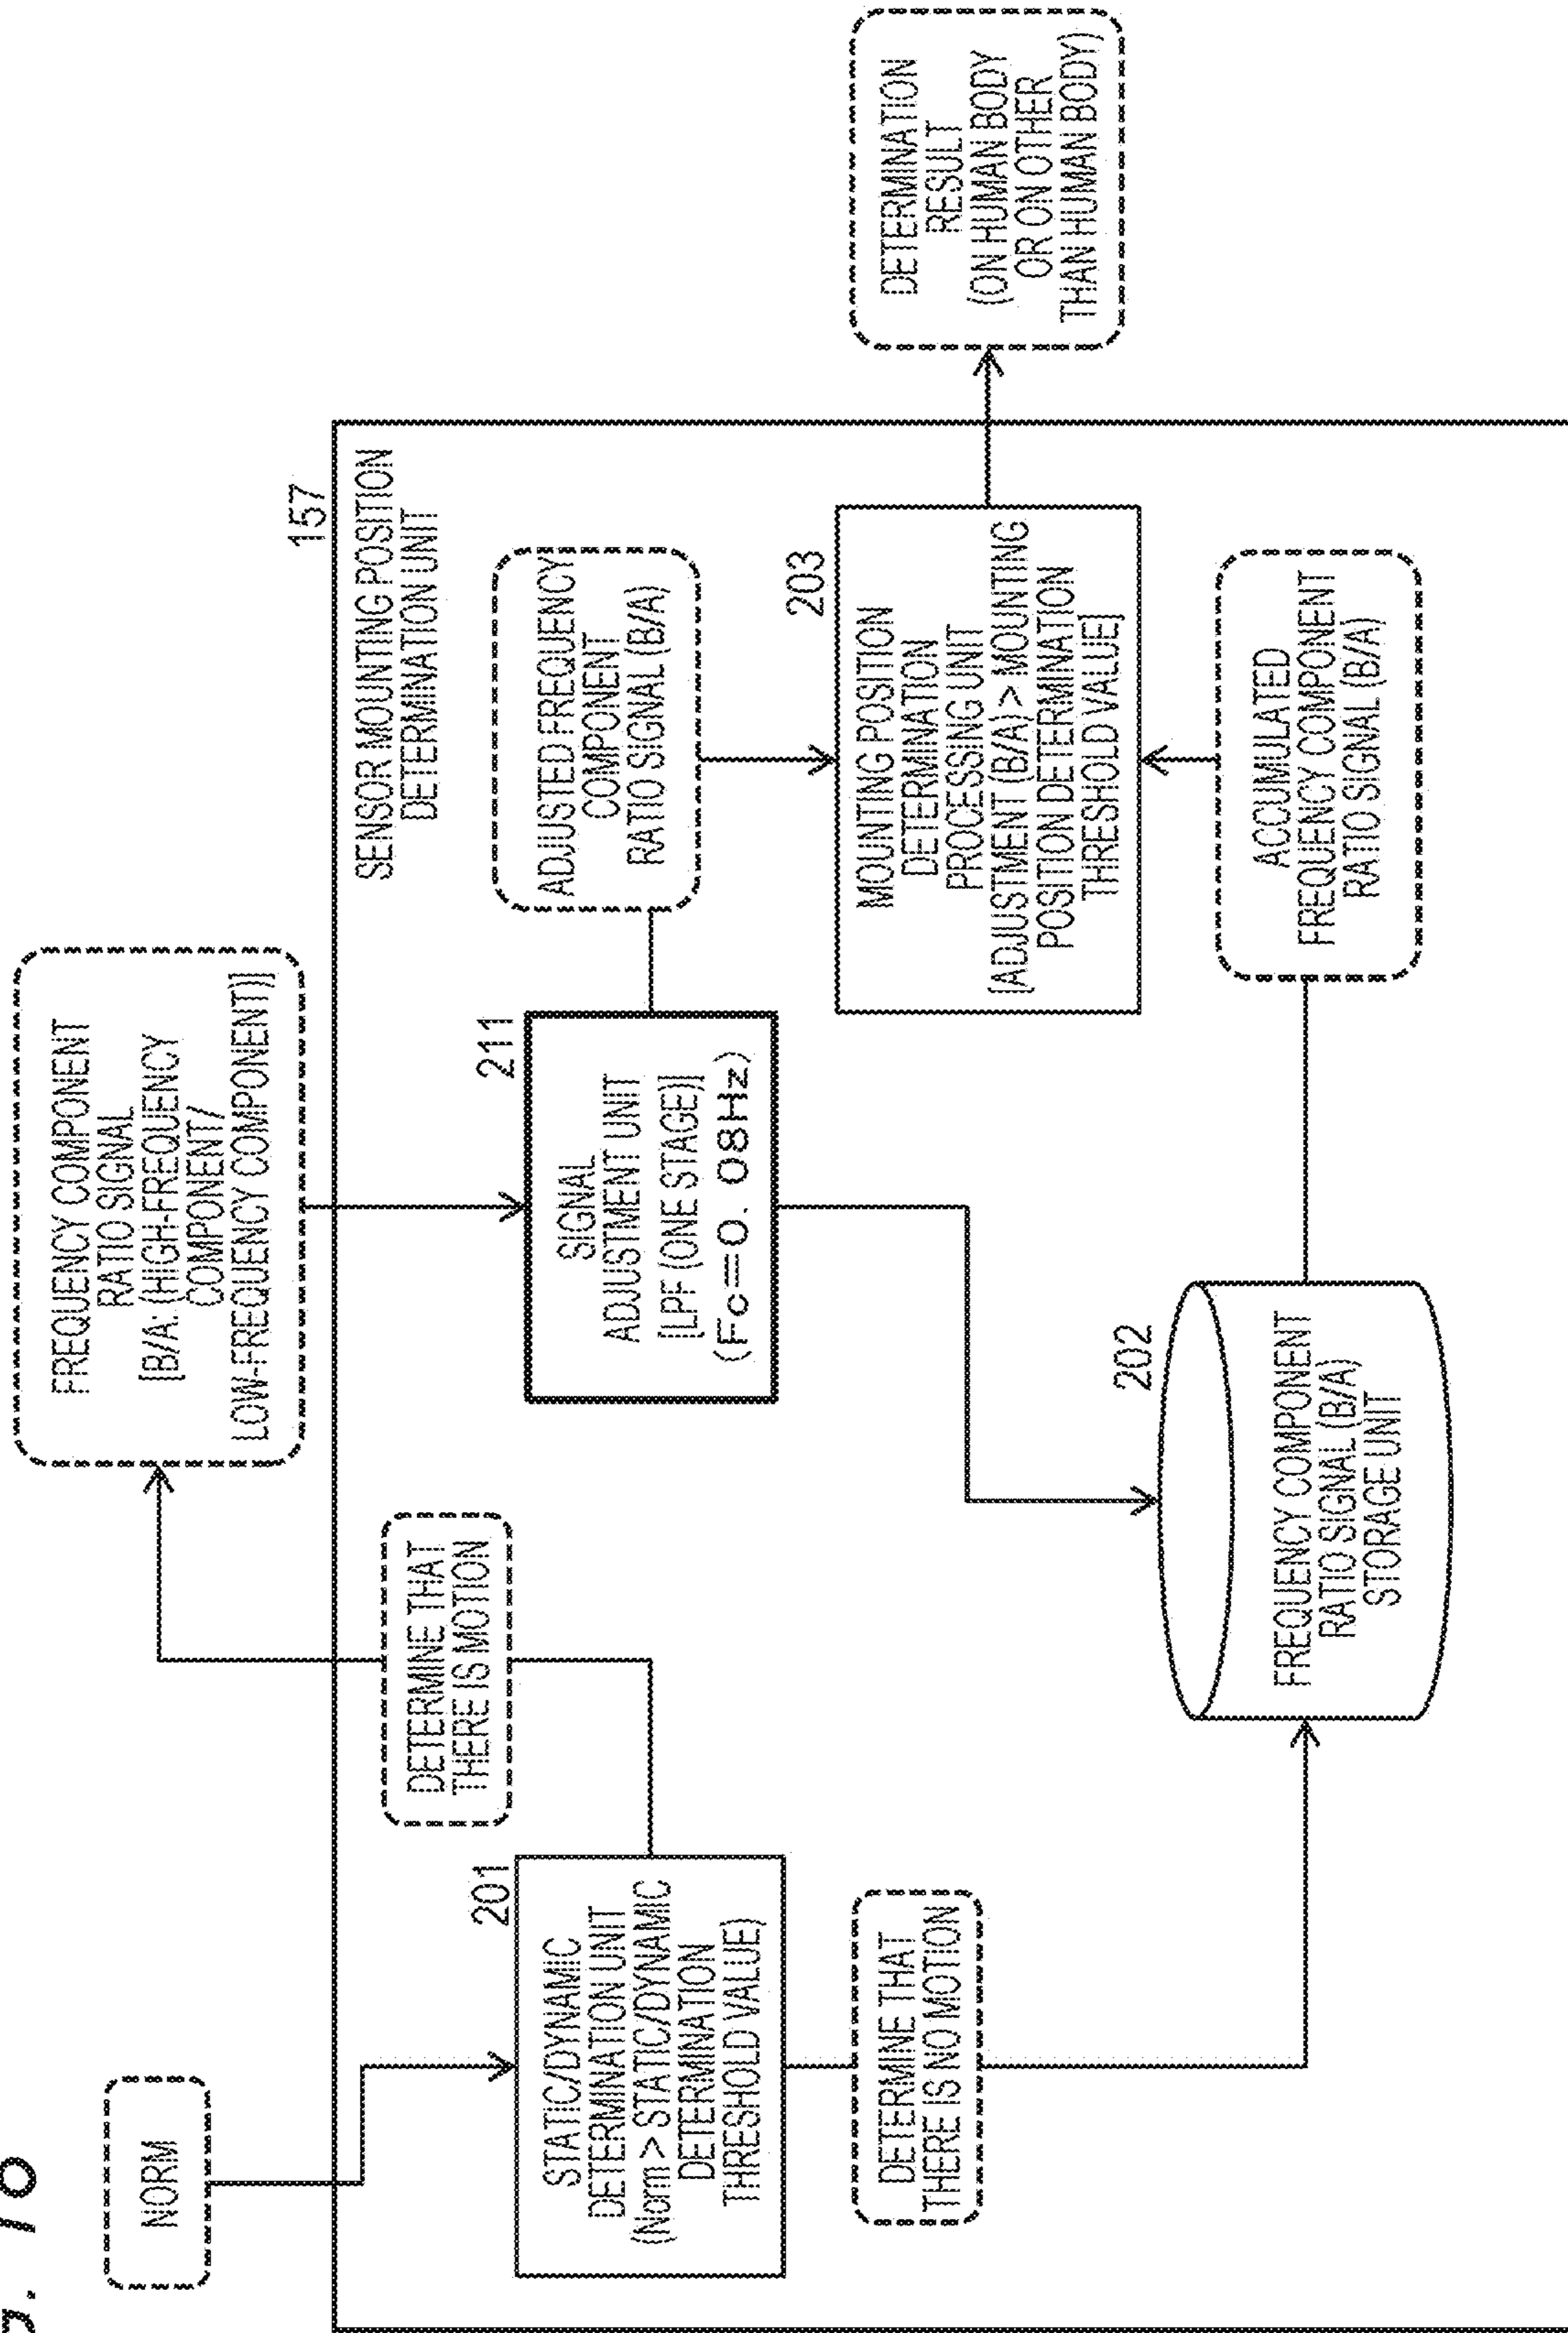 G. 18
NORM
FREQUENCY COMPONENT
RATIO SIGNAL
[B/A: (HIGH-FREQUENCY
COMPONENT/
LOW-FREQUENCY COMPONENT)]
157
SENSOR MOUNTING POSITION
DETERMINATION UNIT
DETERMINE THAT
THERE IS MOTION
201
STATIC/DYNAMIC
DETERMINATION UNIT
(Norm > STATIC/DYNAMIC
DETERMINATION
THRESHOLD VALUE)
211
SIGNAL
ADJUSTMENT UNIT
[LPF (ONE STAGE)]
(Fc=0. 08Hz)
ADJUSTED FREQUENCY
COMPONENT
RATIO SIGNAL (B/A)
DETERMINE THAT
THERE IS NO MOTION
203
MOUNTING POSITION
DETERMINATION
PROCESSING UNIT
[ADJUSTMENT (B/A) > MOUNTING
POSITION DETERMINATION
THRESHOLD VALUE]
DETERMINATION
RESULT
(ON HUMAN BODY
OR ON OTHER
THAN HUMAN BODY)
202
FREQUENCY COMPONENT
RATIO SIGNAL (B/A)
STORAGE UNIT
ACCUMULATED
FREQUENCY COMPONENT
RATIO SIGNAL (B/A)